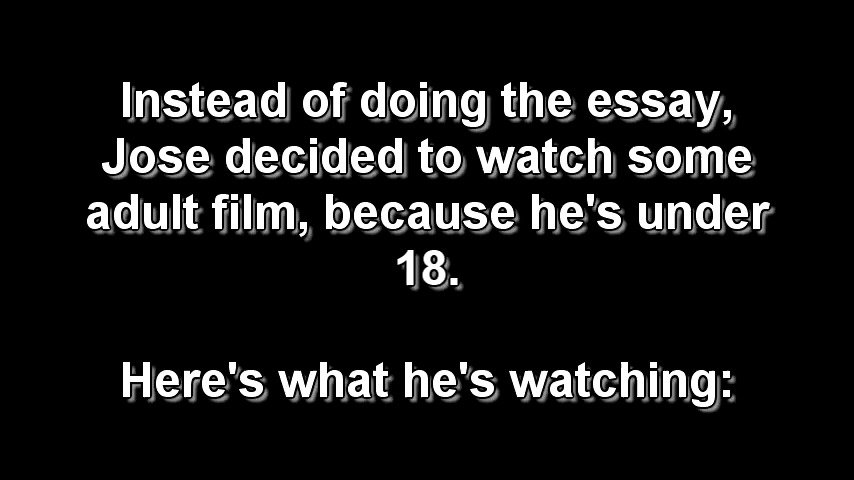 Instead of doing the essay,
Jose decided to watch some
adult film, because he's under
18.
Here's what he's watching: